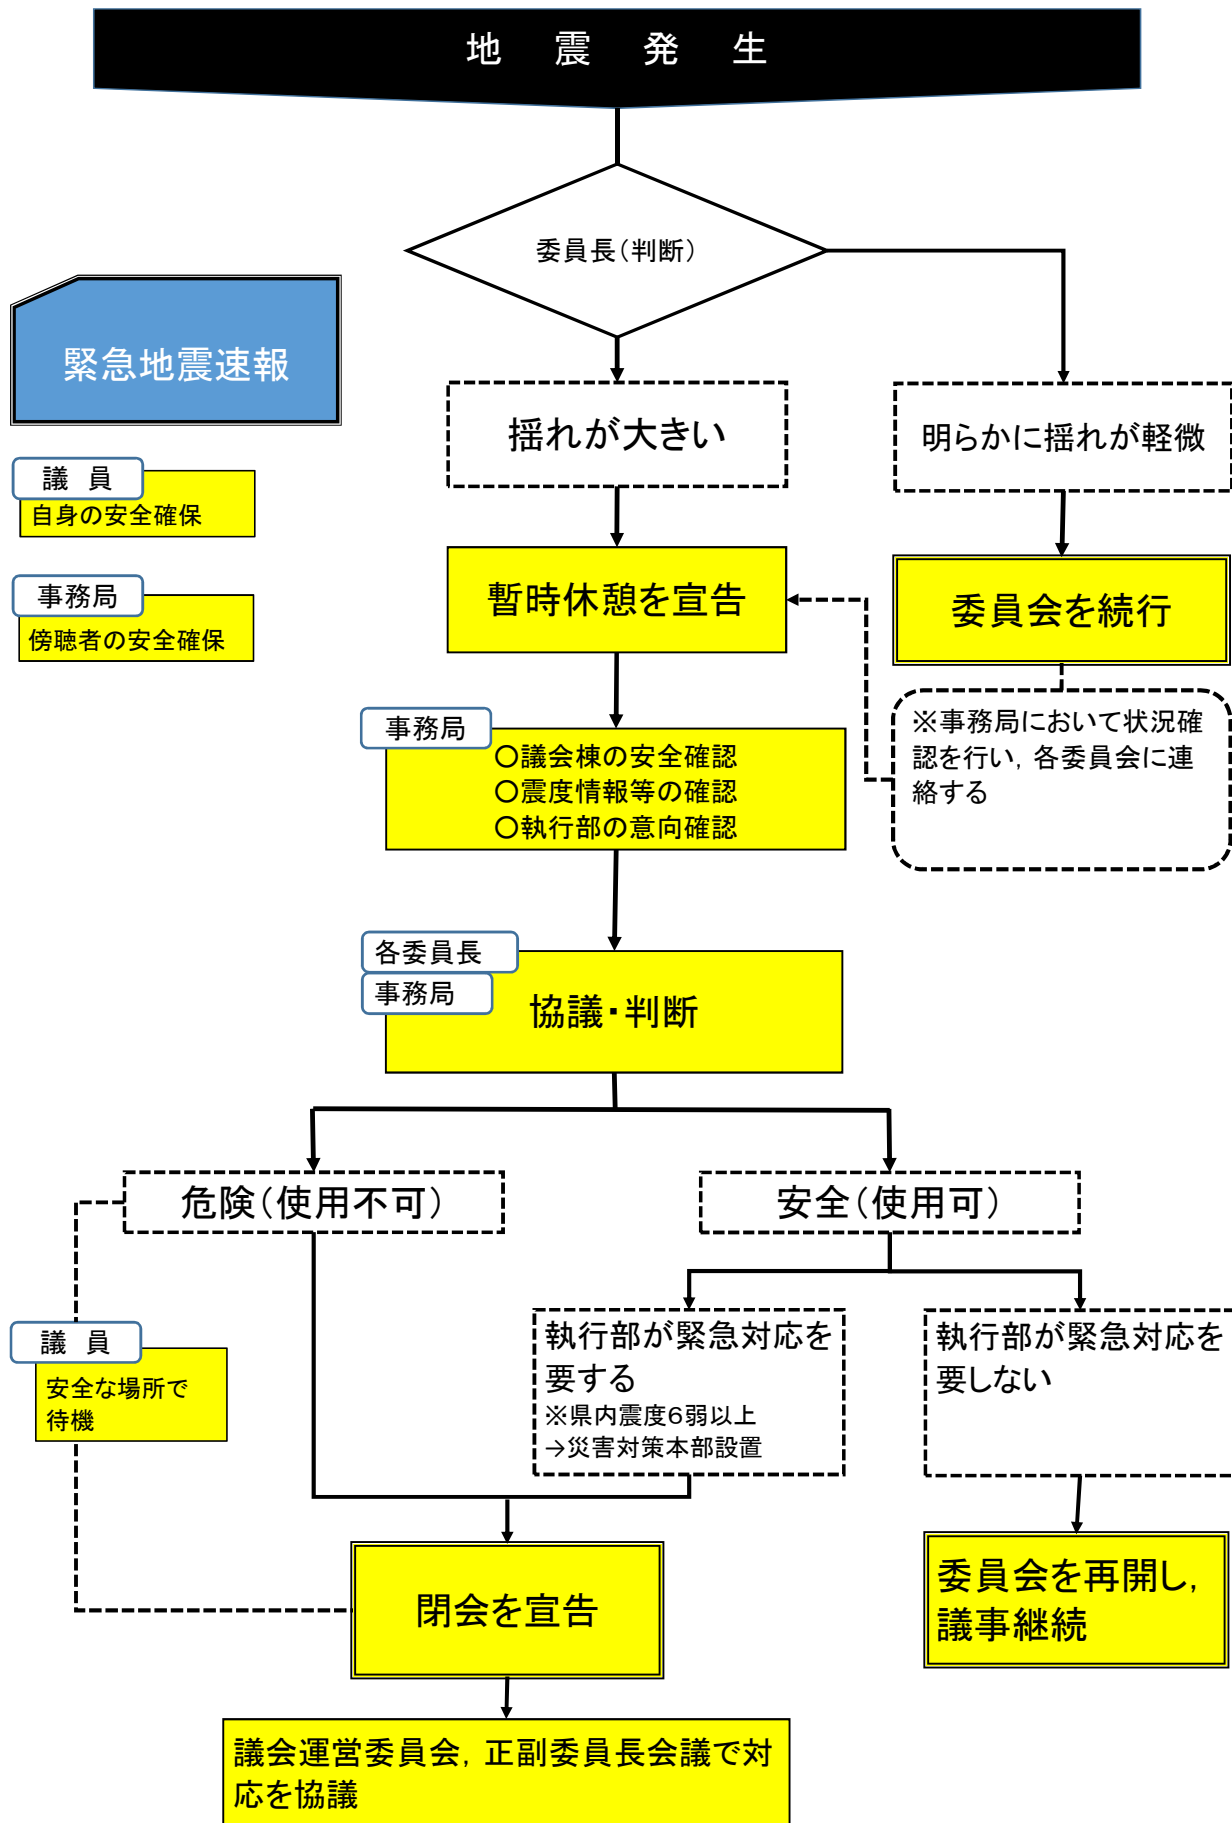 地　震　発　生
委員長（判断）
緊急地震速報
議　員
自身の安全確保
事務局
傍聴者の安全確保
揺れが大きい
明らかに揺れが軽微
暫時休憩を宣告
委員会を続行
※事務局において状況確
認を行い，各委員会に連
絡する
事務局
○議会棟の安全確認
○震度情報等の確認
○執行部の意向確認
各委員長
事務局
協議・判断
危険（使用不可）
安全（使用可）
議　員
安全な場所で
待機
執行部が緊急対応を
要する
※県内震度６弱以上
→災害対策本部設置
執行部が緊急対応を
要しない
閉会を宣告
委員会を再開し，
議事継続
議会運営委員会，正副委員長会議で対
応を協議